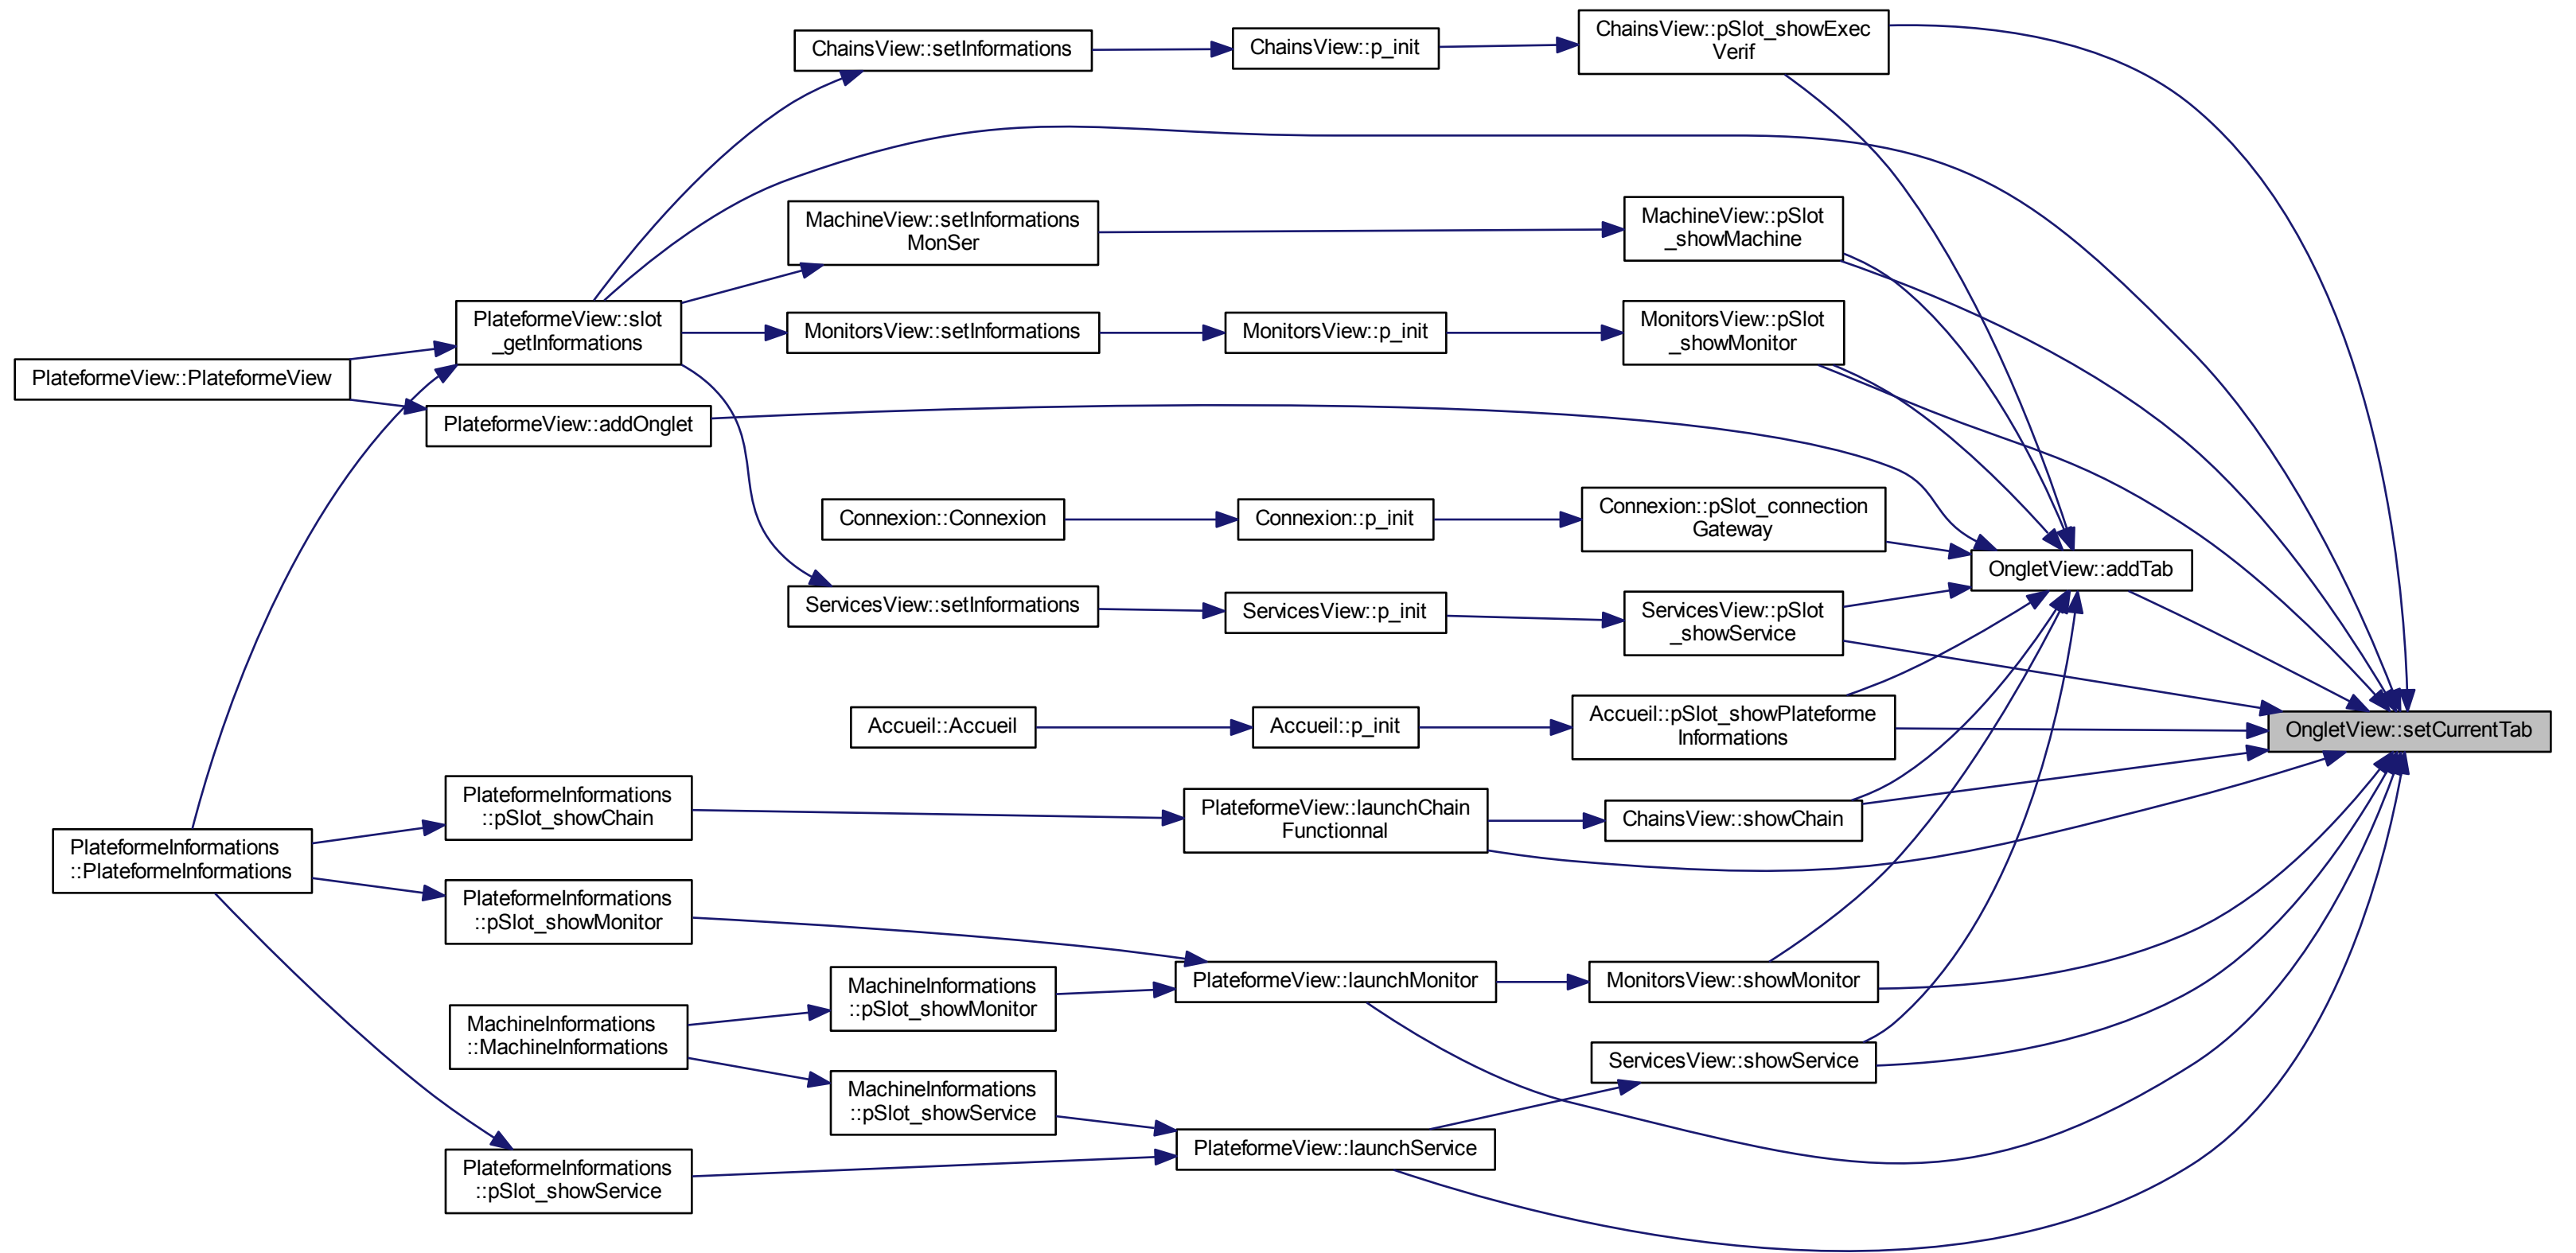 ChainsView::pSlot_showExec
Verif
ChainsView::setInformations
ChainsView::p_init
MachineView::setInformations
MonSer
MachineView::pSlot
_showMachine
PlateformeView::slot
_getInformations
MonitorsView::setInformations
MonitorsView::p_init
MonitorsView::pSlot
_showMonitor
PlateformeView::PlateformeView
PlateformeView::addOnglet
Connexion::Connexion
Connexion::p_init
Connexion::pSlot_connection
Gateway
OngletView::addTab
ServicesView::setInformations
ServicesView::p_init
ServicesView::pSlot
_showService
Accueil::Accueil
Accueil::p_init
Accueil::pSlot_showPlateforme
Informations
OngletView::setCurrentTab
PlateformeInformations
::pSlot_showChain
PlateformeView::launchChain
Functionnal
ChainsView::showChain
PlateformeInformations
::PlateformeInformations
PlateformeInformations
::pSlot_showMonitor
MachineInformations
::pSlot_showMonitor
PlateformeView::launchMonitor
MonitorsView::showMonitor
MachineInformations
::MachineInformations
ServicesView::showService
MachineInformations
::pSlot_showService
PlateformeView::launchService
PlateformeInformations
::pSlot_showService